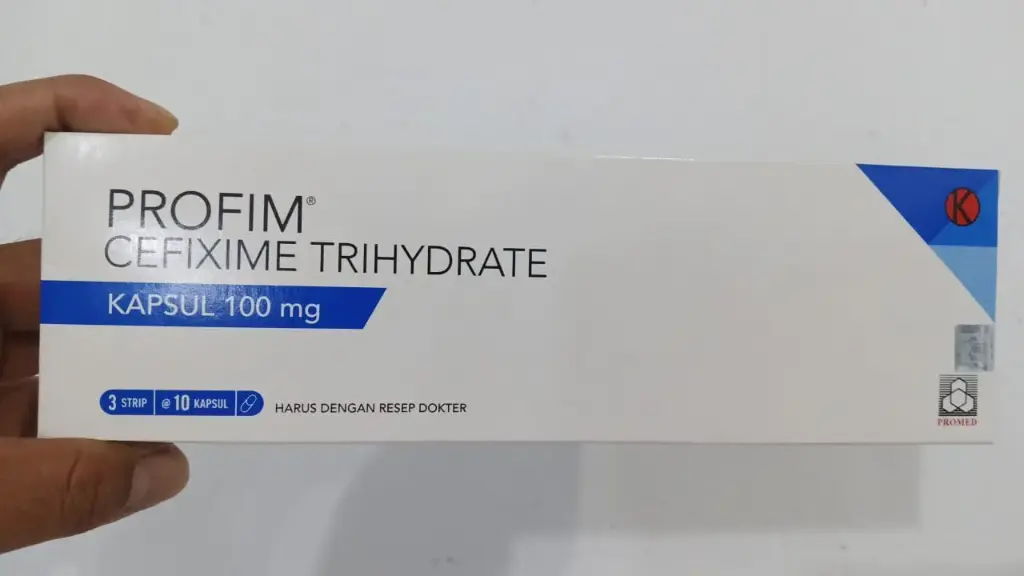 PROFIM®
CEFIXIME TRIHYDRATE
KAPSUL 100 mg
K
3 STRIP @ 10 KAPSUL
HARUS DENGAN RESEP DOKTER
PROMED